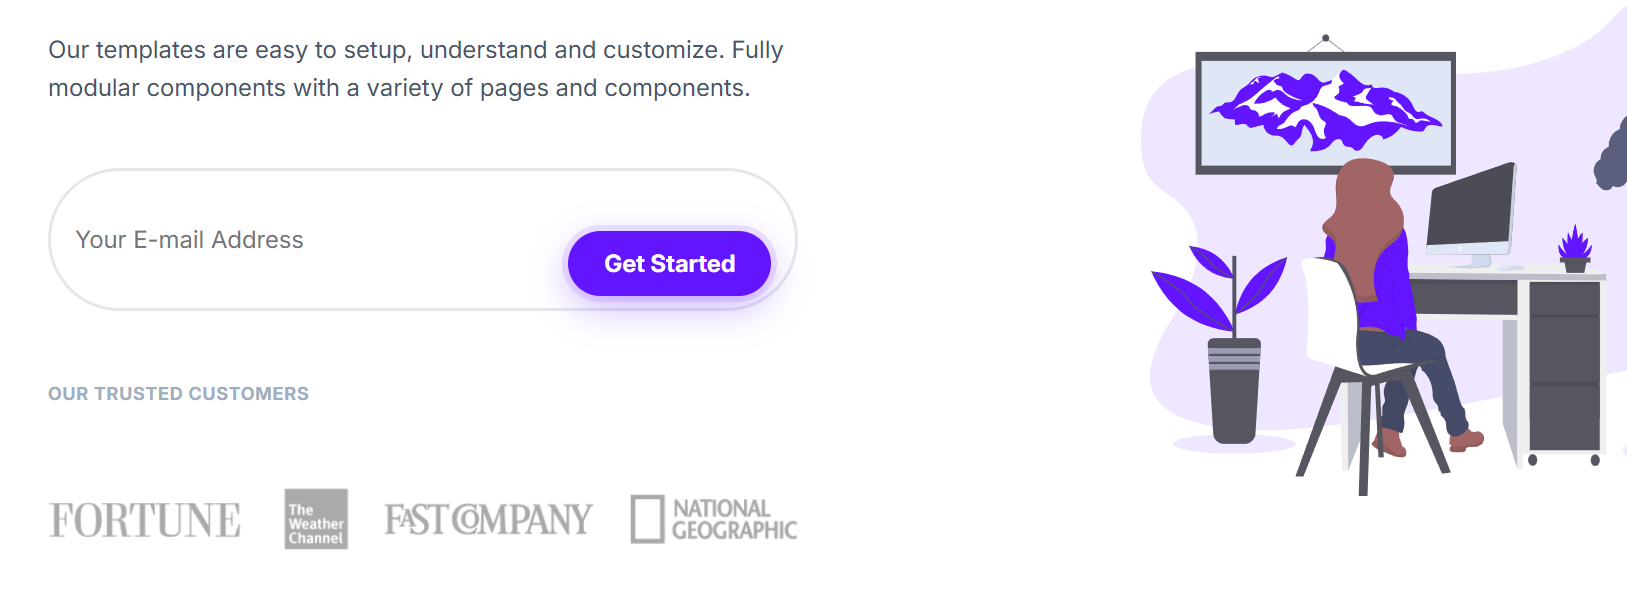 Our templates are easy to setup, understand and customize. Fully
modular components with a variety of pages and components.
Your E-mail Address
Get Started
OUR TRUSTED CUSTOMERS
FORTUNE
The
Weather
Channel
FAST COMPANY
NATIONAL
GEOGRAPHIC